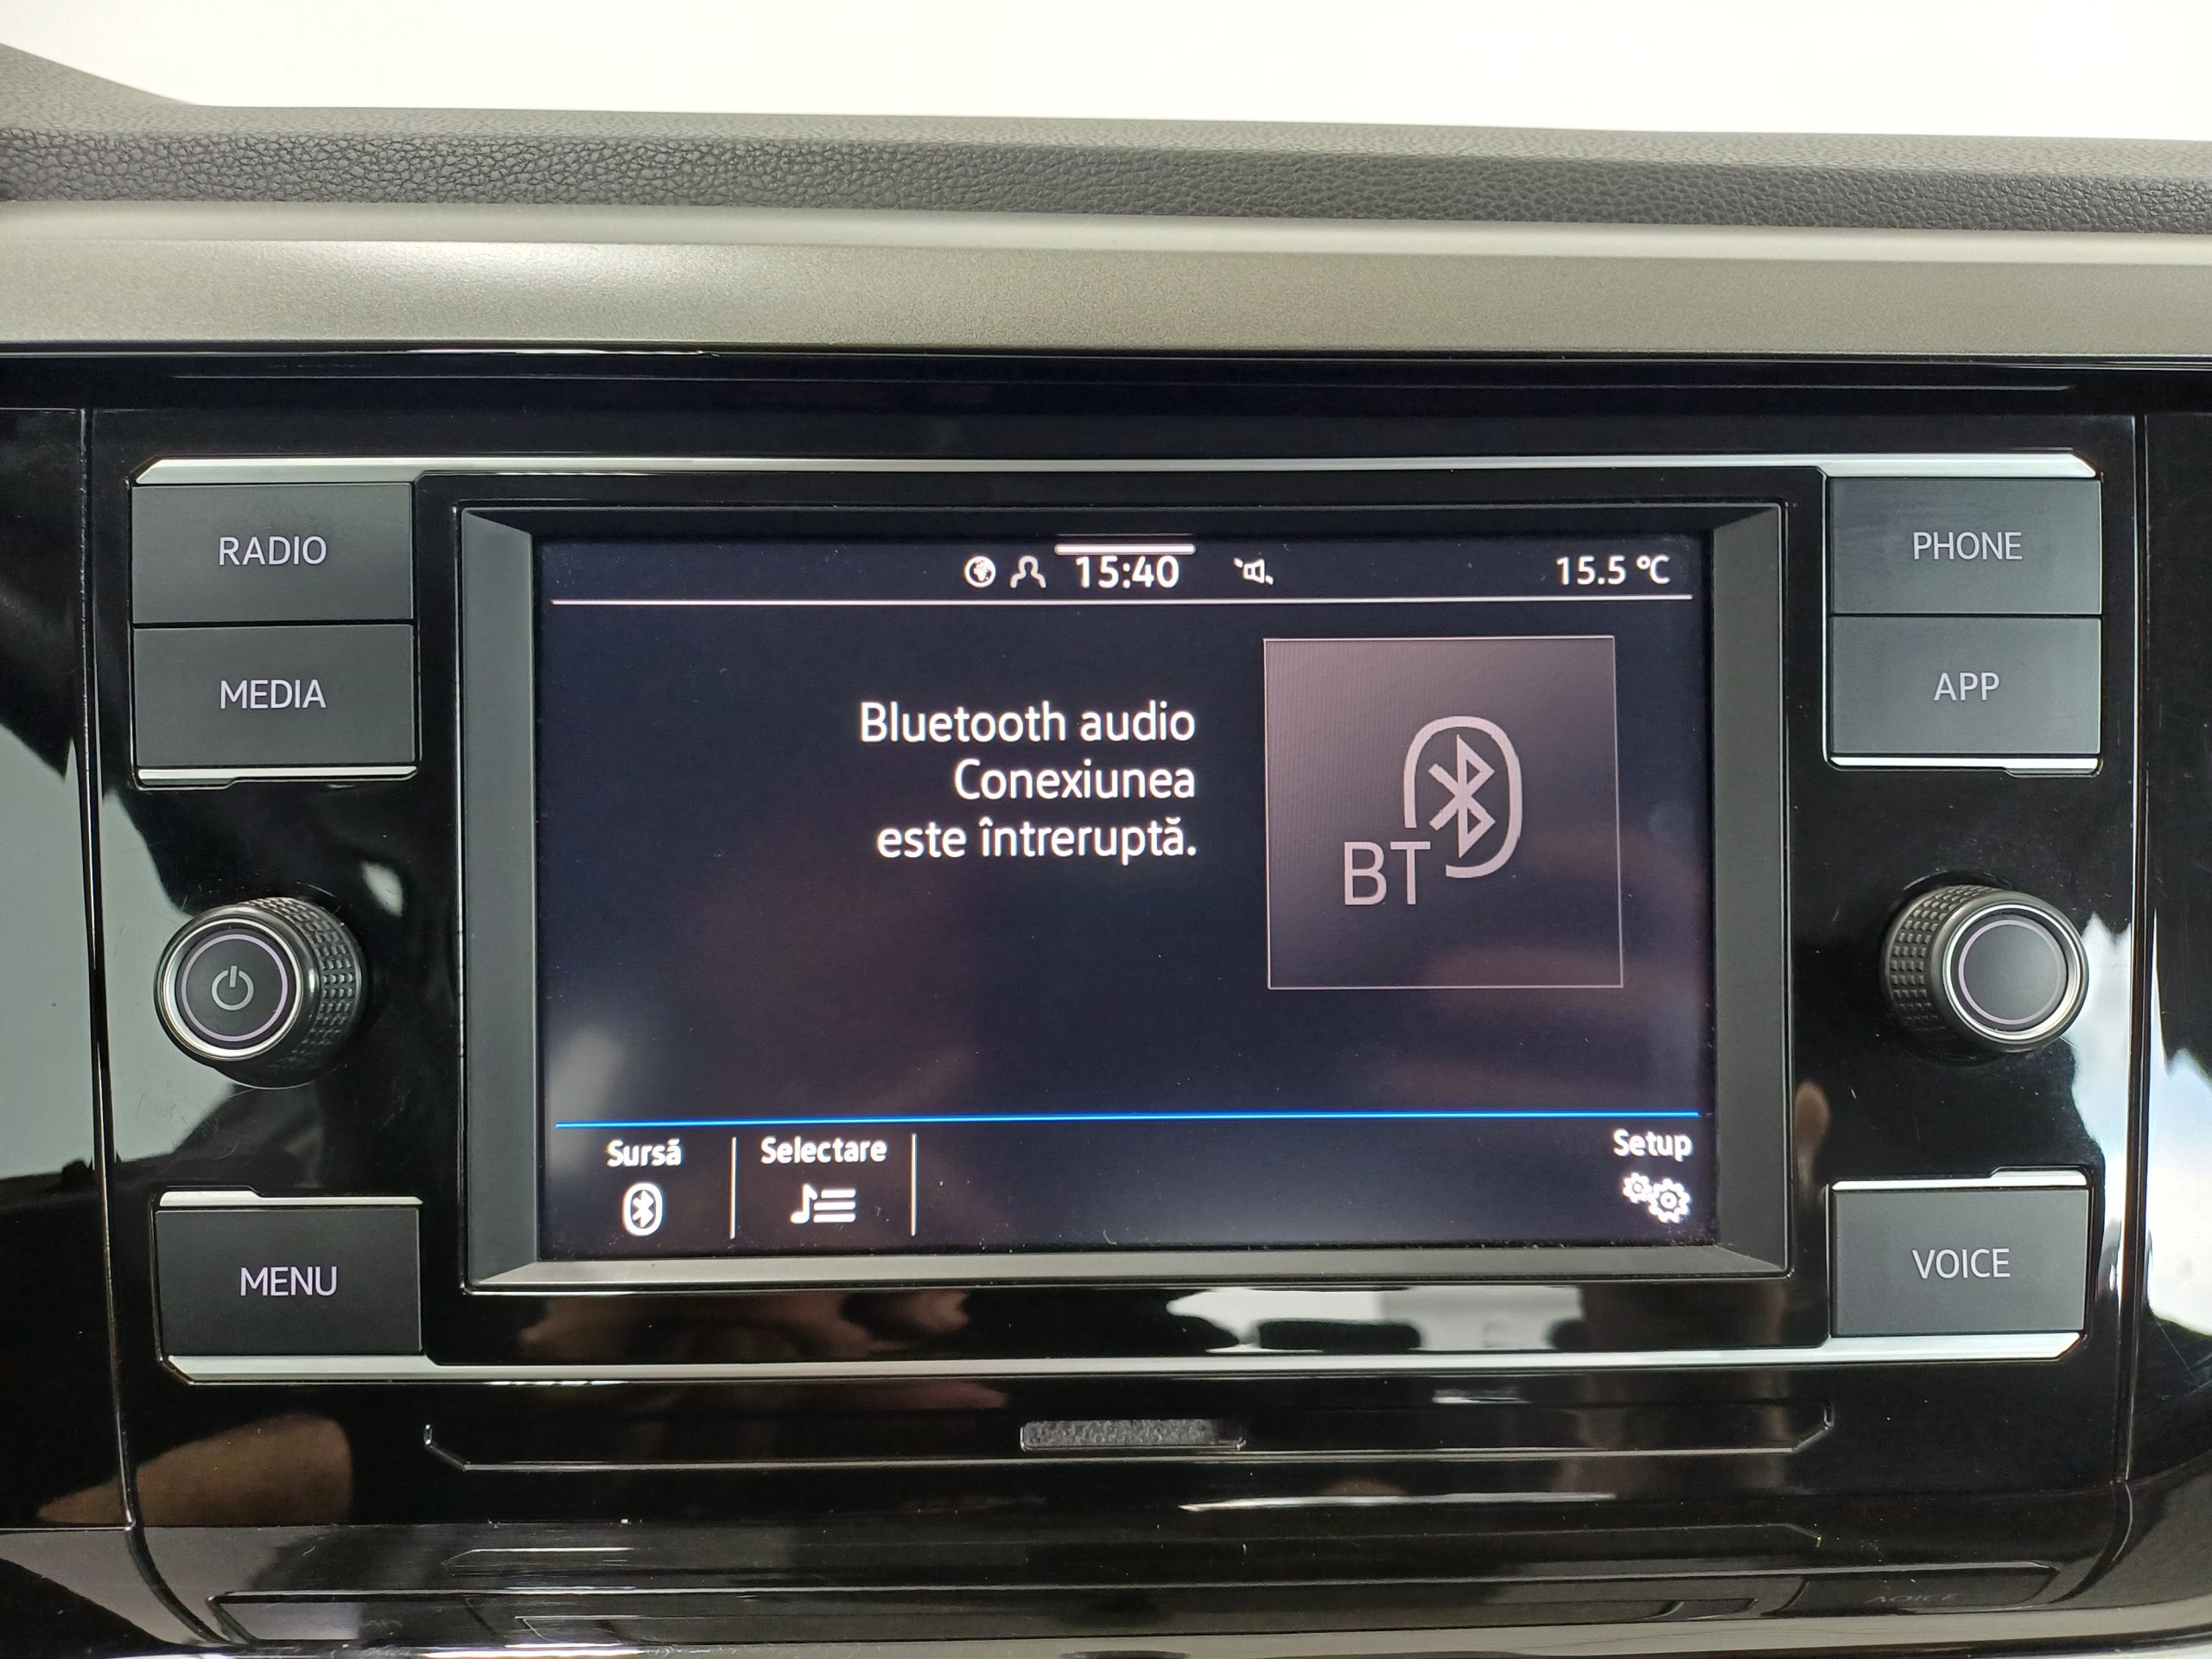 RADIO
MEDIA
MENU
15:40
15.5 °C
Bluetooth audio
Conexiunea
este întreruptă.
BT
Sursă
Selectare
Setup
PHONE
APP
VOICE